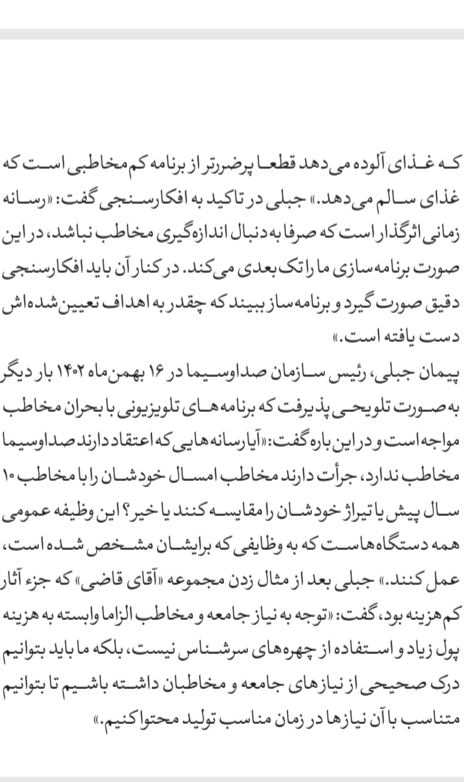 که غذای آلوده می‌دهد قطعا پرضررتر از برنامه کم‌مخاطبی است که
غذای سالم می‌دهد.» جبلی در تاکید به افکارسنجی گفت: «رسانه
زمانی اثرگذار است که صرفا به‌دنبال اندازه‌گیری مخاطب نباشد، در این
صورت برنامه‌سازی ما را تک‌بعدی می‌کند. در کنار آن باید افکارسنجی
دقیق صورت گیرد و برنامه‌ساز ببیند که چقدر به اهداف تعیین‌شده‌اش
دست یافته است.»
پیمان جبلی، رئیس سازمان صداوسیما در ۱۶ بهمن‌ماه ۱۴۰۲ بار دیگر
به‌صورت تلویحی پذیرفت که برنامه‌های تلویزیونی با بحران مخاطب
مواجه است و در این باره گفت: «آیا رسانه‌هایی که اعتقاد دارند صداوسیما
مخاطب ندارد، جرأت دارند مخاطب امسال خودشان را با مخاطب ۱۰
سال پیش یا تیراژ خودشان را مقایسه کنند یا خیر؟ این وظیفه عمومی
همه دستگاه‌هاست که به وظایفی که برایشان مشخص شده است،
عمل کنند.» جبلی بعد از مثال زدن مجموعه «آقای قاضی» که جزء آثار
کم‌هزینه بود، گفت: «توجه به نیاز جامعه و مخاطب الزاما وابسته به هزینه
پول زیاد و استفاده از چهره‌های سرشناس نیست، بلکه ما باید بتوانیم
درک صحیحی از نیازهای جامعه و مخاطبان داشته باشیم تا بتوانیم
متناسب با آن نیازها در زمان مناسب تولید محتوا کنیم.»